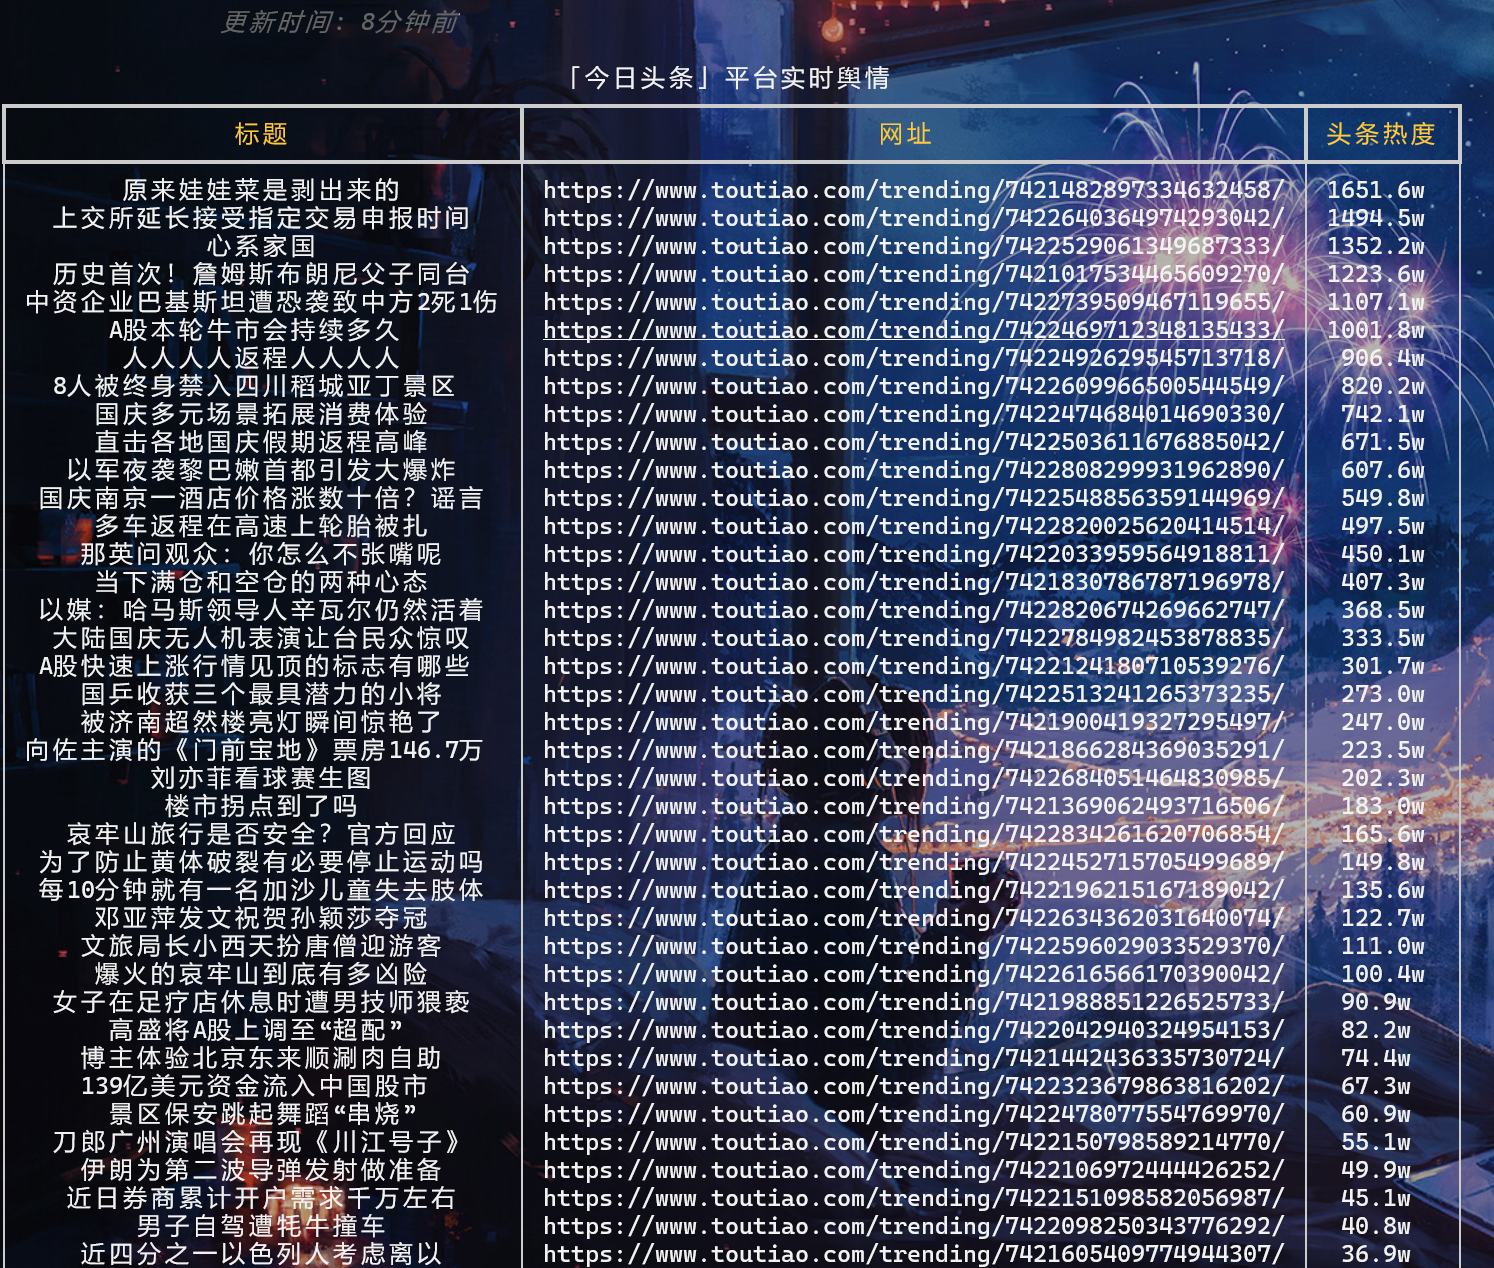 更新时间: 8分钟前
「今日头条」平台实时舆情
标题 网址 头条热度
原来娃娃菜是剥出来的 https://www.toutiao.com/trending/7421482897334632458/ 1651.6w
上交所延长接受指定交易申报时间 https://www.toutiao.com/trending/7422640364974293042/ 1494.5w
心系家国 https://www.toutiao.com/trending/7422529061349687333/ 1352.2w
历史首次！詹姆斯布朗尼父子同台 https://www.toutiao.com/trending/7421017534465609270/ 1223.6w
中资企业巴基斯坦遭恐袭致中方2死1伤 https://www.toutiao.com/trending/7422739509467119655/ 1107.1w
A股本轮牛市会持续多久 https://www.toutiao.com/trending/7422469712348135433/ 1001.8w
人人人人返程人人人人 https://www.toutiao.com/trending/7422492629545713718/ 906.4w
8人被终身禁入四川稻城亚丁景区 https://www.toutiao.com/trending/7422609966500544549/ 820.2w
国庆多元场景拓展消费体验 https://www.toutiao.com/trending/7422474684014690330/ 742.1w
直击各地国庆假期返程高峰 https://www.toutiao.com/trending/7422503611676885042/ 671.5w
以军夜袭黎巴嫩首都引发大爆炸 https://www.toutiao.com/trending/7422808299931962890/ 607.6w
国庆南京一酒店价格涨数十倍？谣言 https://www.toutiao.com/trending/7422548856359144969/ 549.8w
多车返程在高速上轮胎被扎 https://www.toutiao.com/trending/7422820025620414514/ 497.5w
那英问观众：你怎么不张嘴呢 https://www.toutiao.com/trending/7422033959564918811/ 450.1w
当下满仓和空仓的两种心态 https://www.toutiao.com/trending/7421830786787196978/ 407.3w
以媒：哈马斯领导人辛瓦尔仍然活着 https://www.toutiao.com/trending/7422820674269662747/ 368.5w
大陆国庆无人机表演让台民众惊叹 https://www.toutiao.com/trending/7422784982453878835/ 333.5w
A股快速上涨行情见顶的标志有哪些 https://www.toutiao.com/trending/7422124180710539276/ 301.7w
国乒收获三个最具潜力的小将 https://www.toutiao.com/trending/7422513241265373235/ 273.0w
被济南超然楼亮灯瞬间惊艳了 https://www.toutiao.com/trending/7421900419327295497/ 247.0w
向佐主演的《门前宝地》票房146.7万 https://www.toutiao.com/trending/7421866284369035291/ 223.5w
刘亦菲看球赛生图 https://www.toutiao.com/trending/7422684051464830985/ 202.3w
楼市拐点到了吗 https://www.toutiao.com/trending/7421369062493716506/ 183.0w
哀牢山旅行是否安全？官方回应 https://www.toutiao.com/trending/7422834261620706854/ 165.6w
为了防止黄体破裂有必要停止运动吗 https://www.toutiao.com/trending/7422452715705499689/ 149.8w
每10分钟就有一名加沙儿童失去肢体 https://www.toutiao.com/trending/7422196215167189042/ 135.6w
邓亚萍发文祝贺孙颖莎夺冠 https://www.toutiao.com/trending/7422634362031640074/ 122.7w
文旅局长小西天扮唐僧迎游客 https://www.toutiao.com/trending/7422596029033529370/ 111.0w
爆火的哀牢山到底有多凶险 https://www.toutiao.com/trending/7422616566170390042/ 100.4w
女子在足疗店休息时遭男技师猥亵 https://www.toutiao.com/trending/7421988851226525733/ 90.9w
高盛将A股上调至“超配” https://www.toutiao.com/trending/7422042940324954153/ 82.2w
博主体验北京东来顺涮肉自助 https://www.toutiao.com/trending/7421442436335730724/ 74.4w
139亿美元资金流入中国股市 https://www.toutiao.com/trending/7422323679863816202/ 67.3w
景区保安跳起舞蹈“串烧” https://www.toutiao.com/trending/7422478077554769970/ 60.9w
刀郎广州演唱会再现《川江号子》 https://www.toutiao.com/trending/7422150798589214770/ 55.1w
伊朗为第二波导弹发射做准备 https://www.toutiao.com/trending/7422106972444426252/ 49.9w
近日券商累计开户需求千万左右 https://www.toutiao.com/trending/7422151098582056987/ 45.1w
男子自驾遭牦牛撞车 https://www.toutiao.com/trending/7422098250343776292/ 40.8w
近四分之一以色列人考虑离以 https://www.toutiao.com/trending/7421605409774944307/ 36.9w